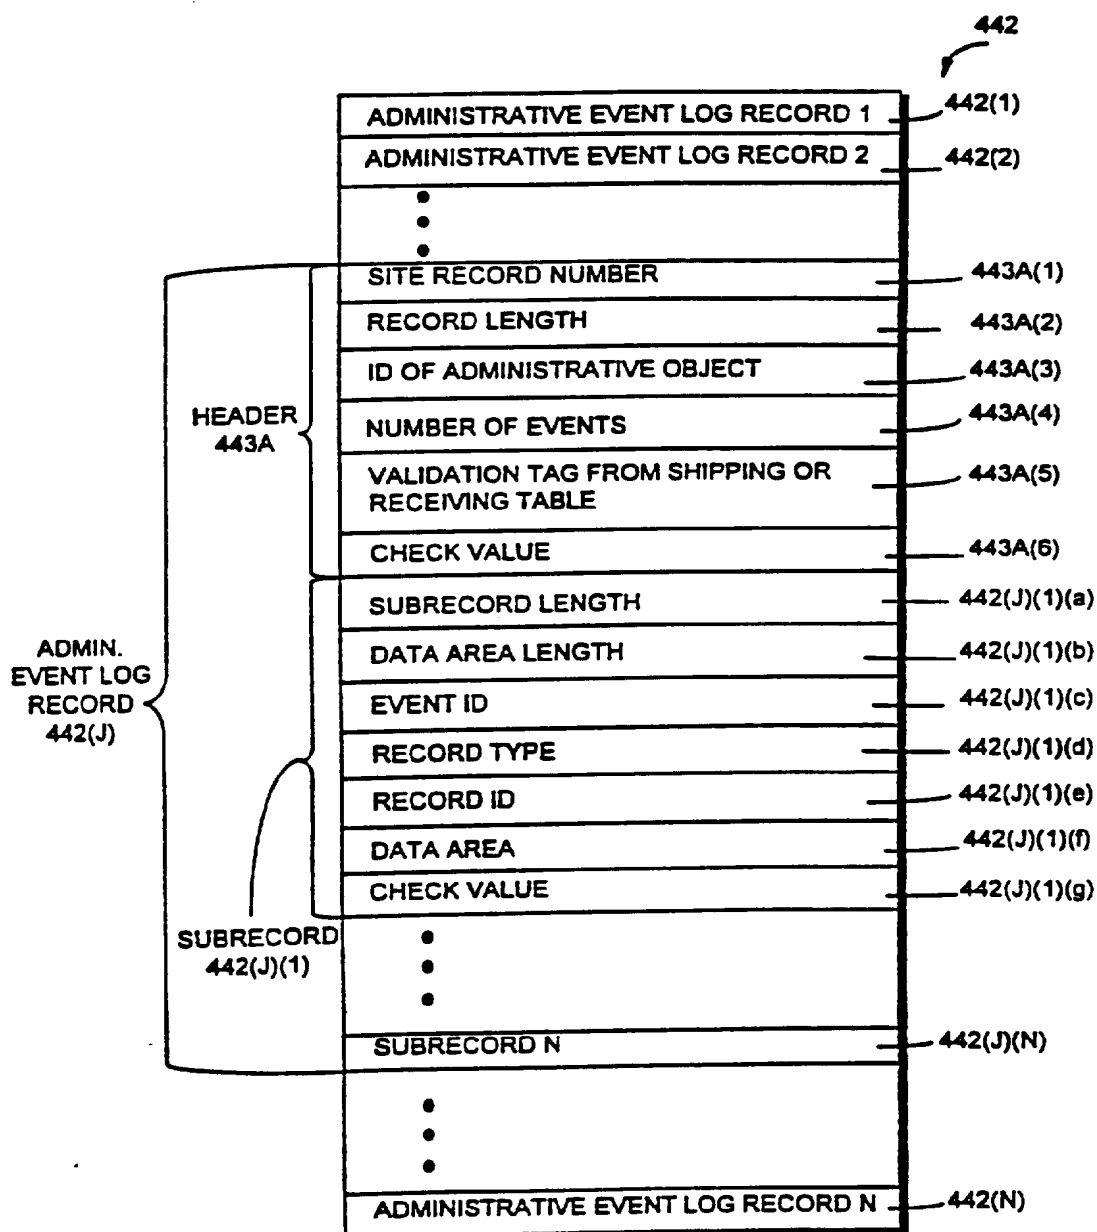 442
ADMINISTRATIVE EVENT LOG RECORD 1
442(1)
ADMINISTRATIVE EVENT LOG RECORD 2
442(2)
SITE RECORD NUMBER
443A(1)
RECORD LENGTH
443A(2)
ID OF ADMINISTRATIVE OBJECT
443A(3)
HEADER
443A
NUMBER OF EVENTS
443A(4)
VALIDATION TAG FROM SHIPPING OR
RECEIVING TABLE
443A(5)
CHECK VALUE
443A(6)
SUBRECORD LENGTH
442(J)(1)(a)
ADMIN.
EVENT LOG
RECORD
442(J)
DATA AREA LENGTH
442(J)(1)(b)
EVENT ID
442(J)(1)(c)
RECORD TYPE
442(J)(1)(d)
RECORD ID
442(J)(1)(e)
DATA AREA
442(J)(1)(f)
CHECK VALUE
442(J)(1)(g)
SUBRECORD
442(J)(1)
SUBRECORD N
442(J)(N)
ADMINISTRATIVE EVENT LOG RECORD N
442(N)